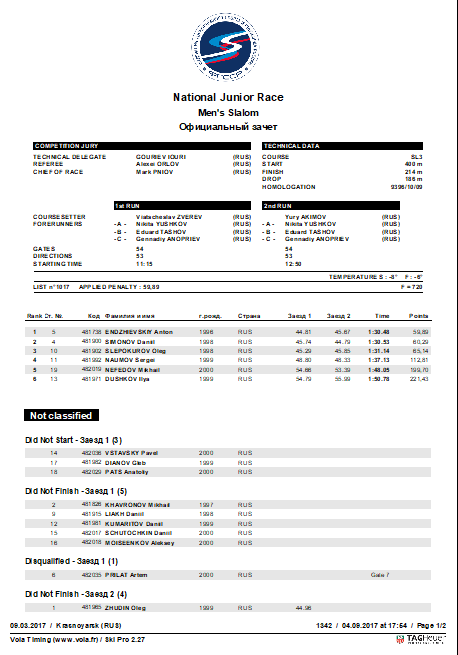 National Junior Race
Men's Slalom
Официальный зачет
COMPETITION JURY
TECHNICAL DELEGATE GOURIEV IOURI (RUS)
REFEREE Alexei ORLOV (RUS)
CHIEF OF RACE Mark PNIOV (RUS)
TECHNICAL DATA
COURSE SL3
START 400 m
FINISH 214 m
DROP 186 m
HOMOLOGATION 9396/10/09
1st RUN
COURSESETTER Viatscheslav ZVEREV (RUS)
FORERUNNERS - A - Nikita YUSHKOV (RUS)
- B - Eduard TASHOV (RUS)
- C - Gennadiy ANOPRIEV (RUS)
GATES 54
DIRECTIONS 53
STARTING TIME 11:15
2nd RUN
Yury AKIMOV (RUS)
- A - Nikita YUSHKOV (RUS)
- B - Eduard TASHOV (RUS)
- C - Gennadiy ANOPRIEV (RUS)
54
53
12:50
TEMPERATURE S : -8° F : -6°
LIST n°1017 APPLIED PENALTY : 59,89 F = 720
Rank Ст. №. Код Фамилия и имя г.рожд. Страна Заезд 1 Заезд 2 Time Points
1 5 481738 ENDZHIEVSKIY Anton 1996 RUS 44.81 45.67 1:30.48 59,89
2 4 481900 SIMONOV Daniil 1998 RUS 45.74 44.79 1:30.53 60,29
3 10 481902 SLEPOKUROV Oleg 1998 RUS 45.29 45.85 1:31.14 65,14
4 11 481992 NAUMOV Sergei 1999 RUS 48.80 48.33 1:37.13 112,81
5 19 482019 NEFEDOV Mikhail 2000 RUS 54.66 53.39 1:48.05 199,70
6 13 481971 DUSHKOV Ilya 1999 RUS 54.79 55.99 1:50.78 221,43
Not classified
Did Not Start - Заезд 1 (3)
14 482036 VSTAVSKY Pavel 2000 RUS
17 481982 DIANOV Gleb 1999 RUS
18 482029 PATS Anatoliy 2000 RUS
Did Not Finish - Заезд 1 (5)
2 481826 KHAVRONOV Mikhail 1997 RUS
9 481915 LIAKH Daniil 1998 RUS
12 481981 KUMARITOV Daniil 1999 RUS
15 482017 SCHUTOCHKIN Daniil 2000 RUS
16 482018 MOISEENKOV Aleksey 2000 RUS
Disqualified - Заезд 1 (1)
6 482035 PRILAT Artem 2000 RUS Gate 7
Did Not Finish - Заезд 2 (4)
1 481965 ZHUDIN Oleg 1999 RUS 44.96
09.03.2017 / Krasnoyarsk (RUS) 1342 / 04.09.2017 at 17:54 / Page 1/2
Vola Timing (www.vola.fr) / Ski Pro 2.27 TAGHeuer